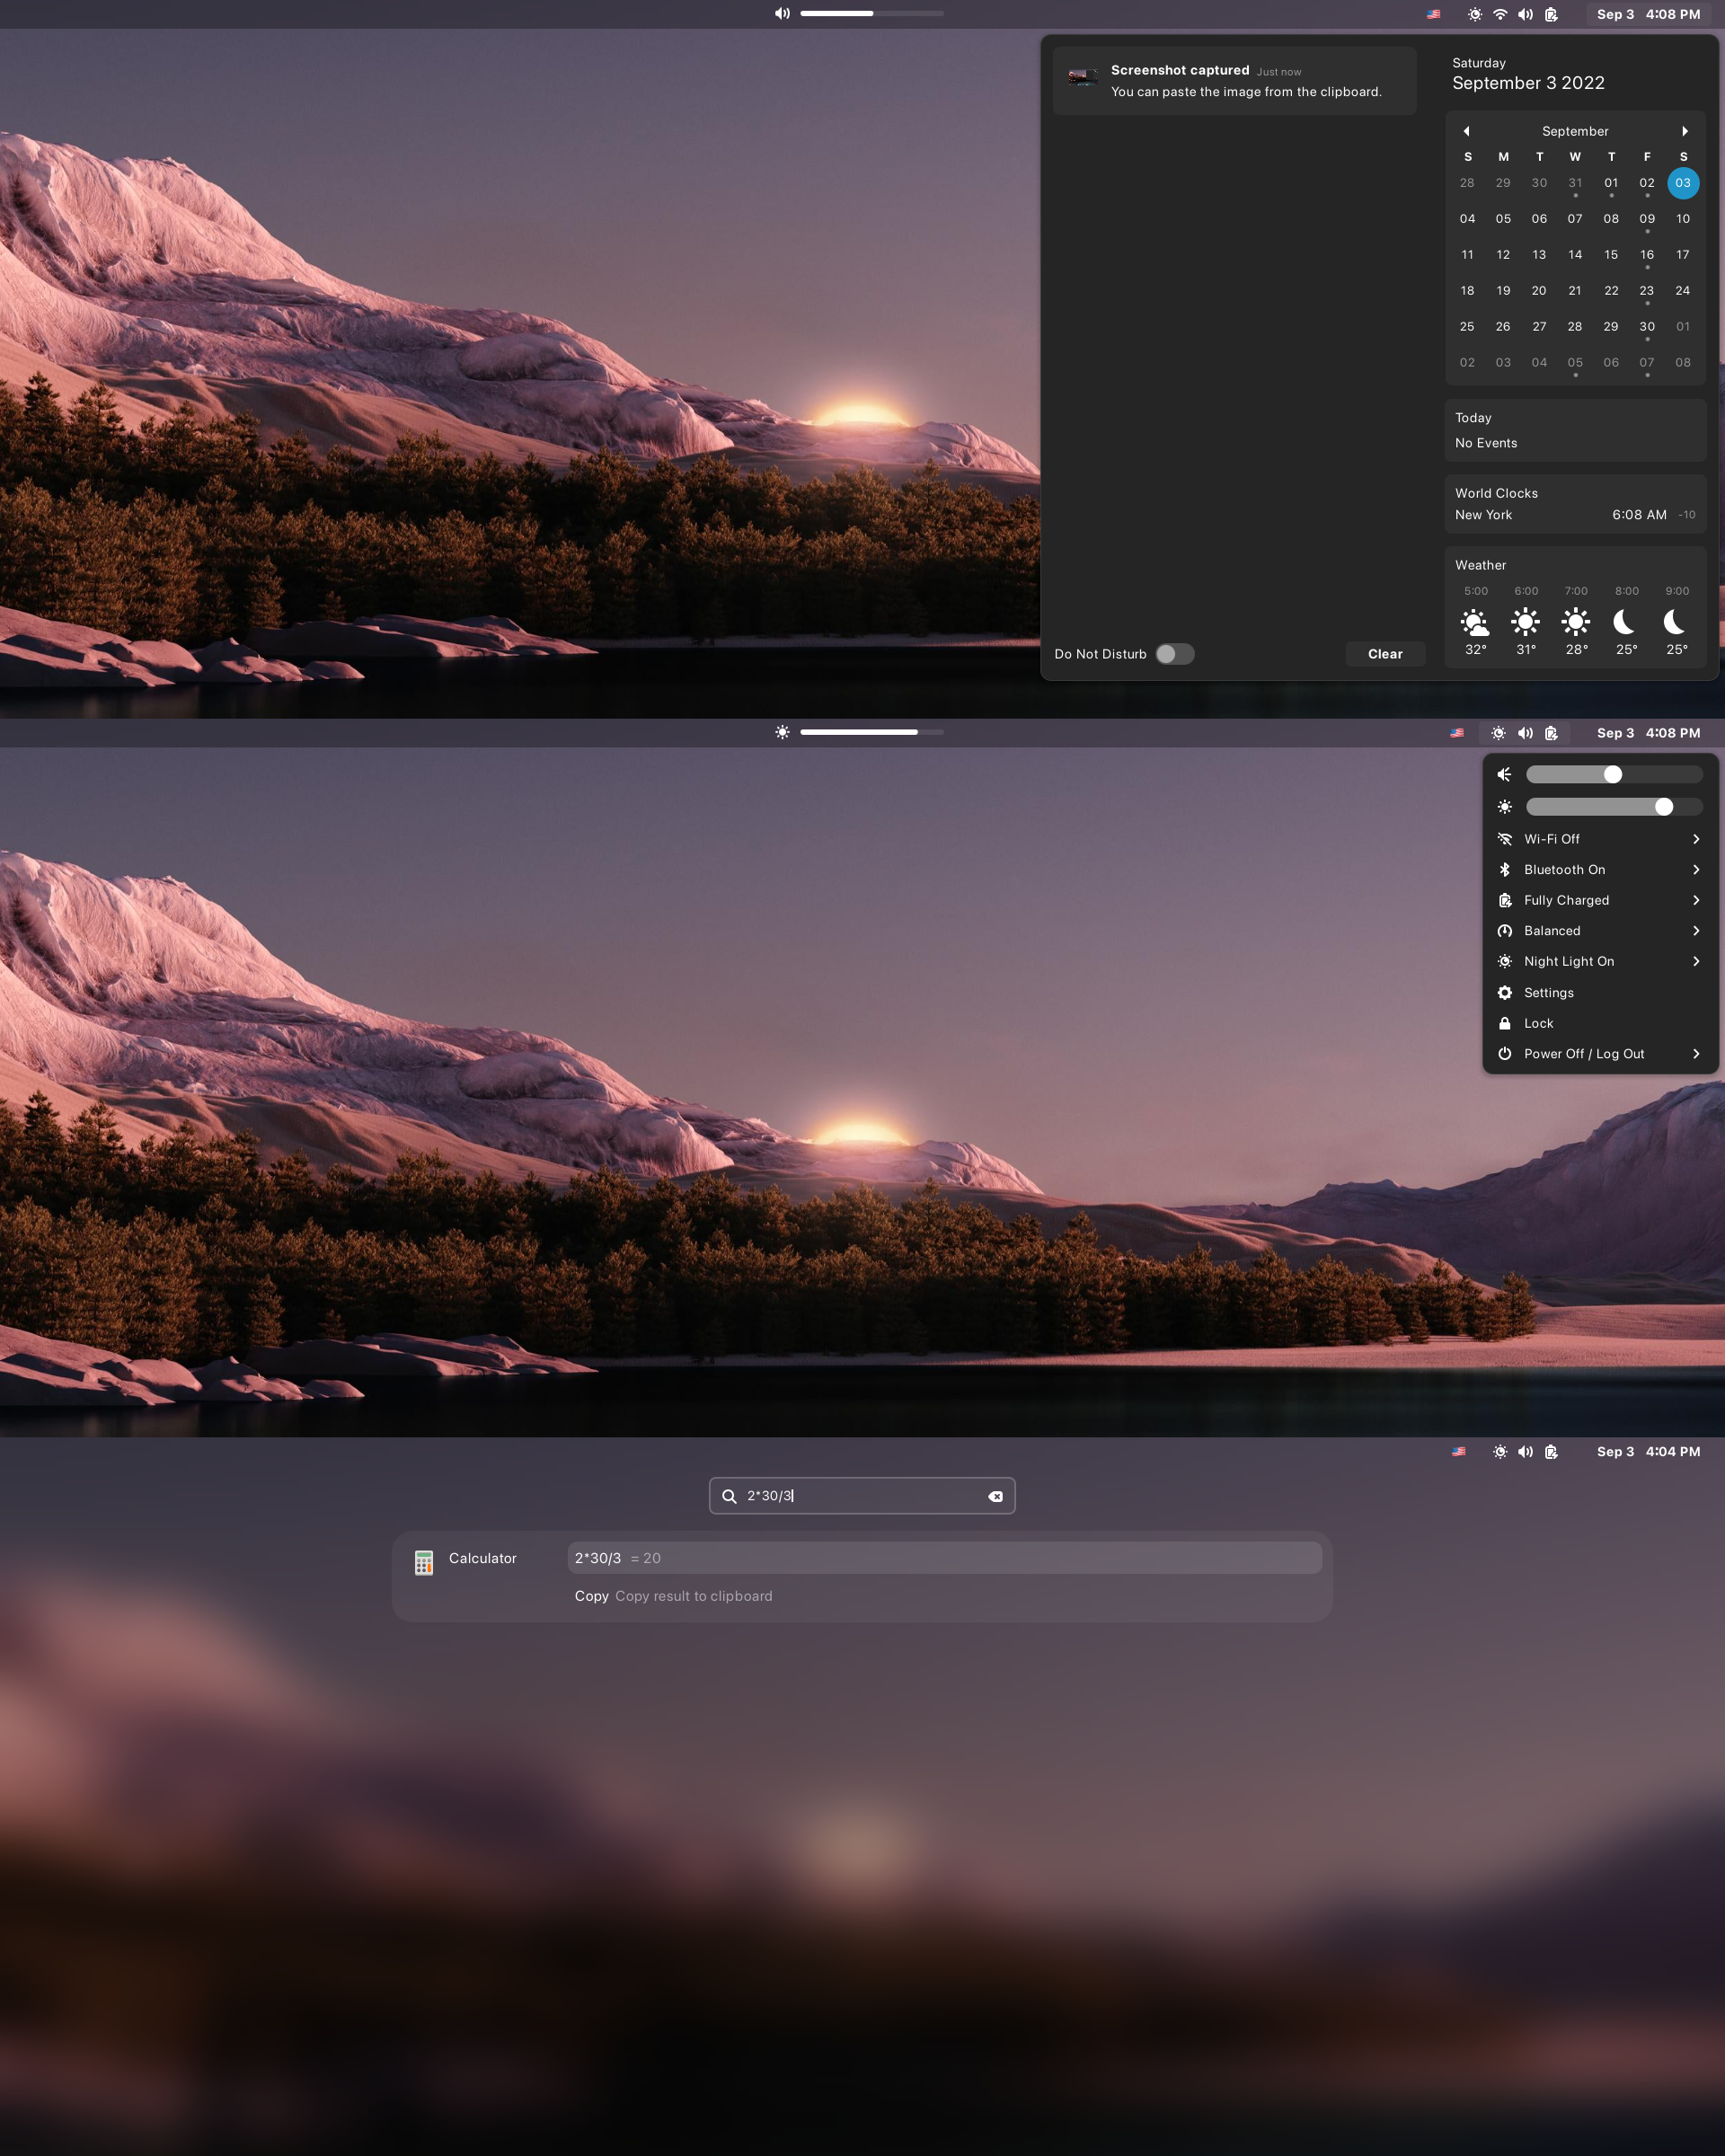 Sep 3 4:08 PM
Screenshot captured Just now
You can paste the image from the clipboard.
Do Not Disturb
Clear
Saturday
September 3 2022
September
S M T W T F S
28 29 30 31 01 02 03
04 05 06 07 08 09 10
11 12 13 14 15 16 17
18 19 20 21 22 23 24
25 26 27 28 29 30 01
02 03 04 05 06 07 08
Today
No Events
World Clocks
New York 6:08 AM -10
Weather
5:00 6:00 7:00 8:00 9:00
32° 31° 28° 25° 25°
Sep 3 4:08 PM
Wi-Fi Off
Bluetooth On
Fully Charged
Balanced
Night Light On
Settings
Lock
Power Off / Log Out
Sep 3 4:04 PM
2*30/3
Calculator
2*30/3 = 20
Copy Copy result to clipboard